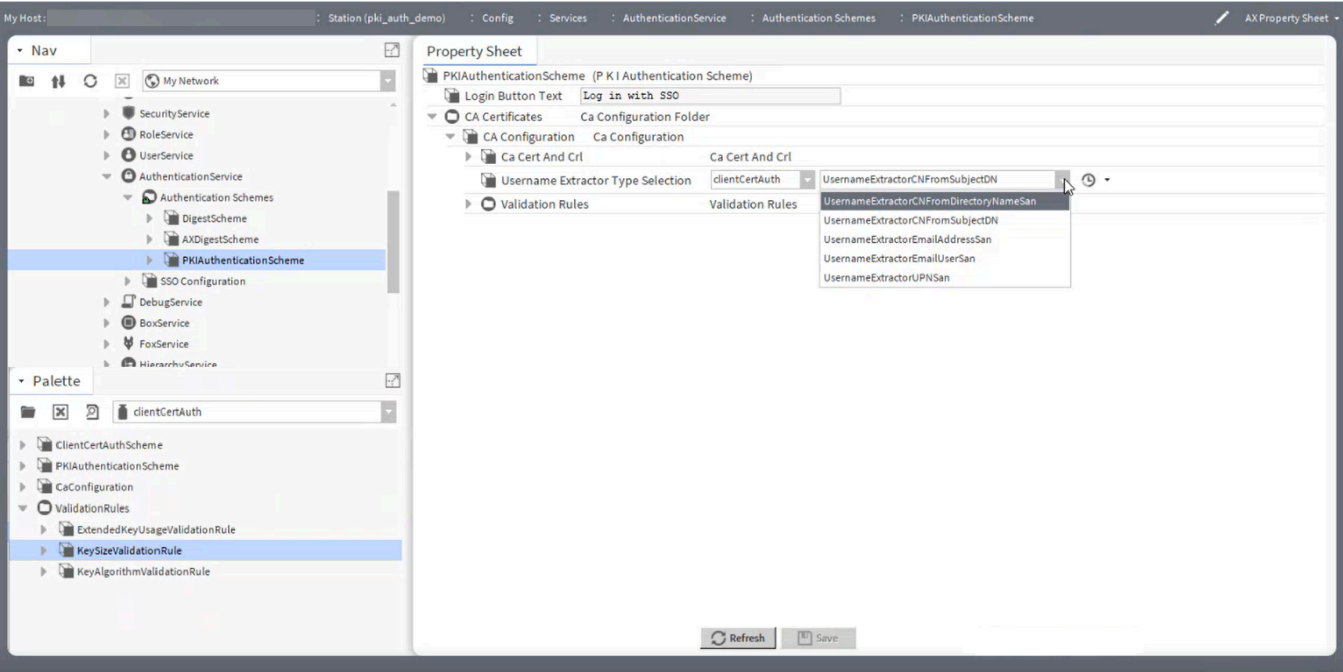 My Host : : Station (pki_auth_demo) : Config : Services : AuthenticationService : Authentication Schemes : PKIAuthenticationScheme AX Property Sheet
Nav
My Network
SecurityService
RoleService
UserService
AuthenticationService
Authentication Schemes
DigestScheme
AXDigestScheme
PKIAuthenticationScheme
SSO Configuration
DebugService
BoxService
FoxService
HierarchyService
Palette
clientCertAuth
ClientCertAuthScheme
PKIAuthenticationScheme
CaConfiguration
ValidationRules
ExtendedKeyUsageValidationRule
KeySizeValidationRule
KeyAlgorithmValidationRule
Property Sheet
PKIAuthenticationScheme (P K I Authentication Scheme)
Login Button Text Log in with SSO
CA Certificates Ca Configuration Folder
CA Configuration Ca Configuration
Ca Cert And Crl Ca Cert And Crl
Username Extractor Type Selection clientCertAuth UsernameExtractorCNFromSubjectDN
Validation Rules Validation Rules
UsernameExtractorCNFromDirectoryNameSan
UsernameExtractorCNFromSubjectDN
UsernameExtractorEmailAddressSan
UsernameExtractorEmailUserSan
UsernameExtractorUPNSan
Refresh Save